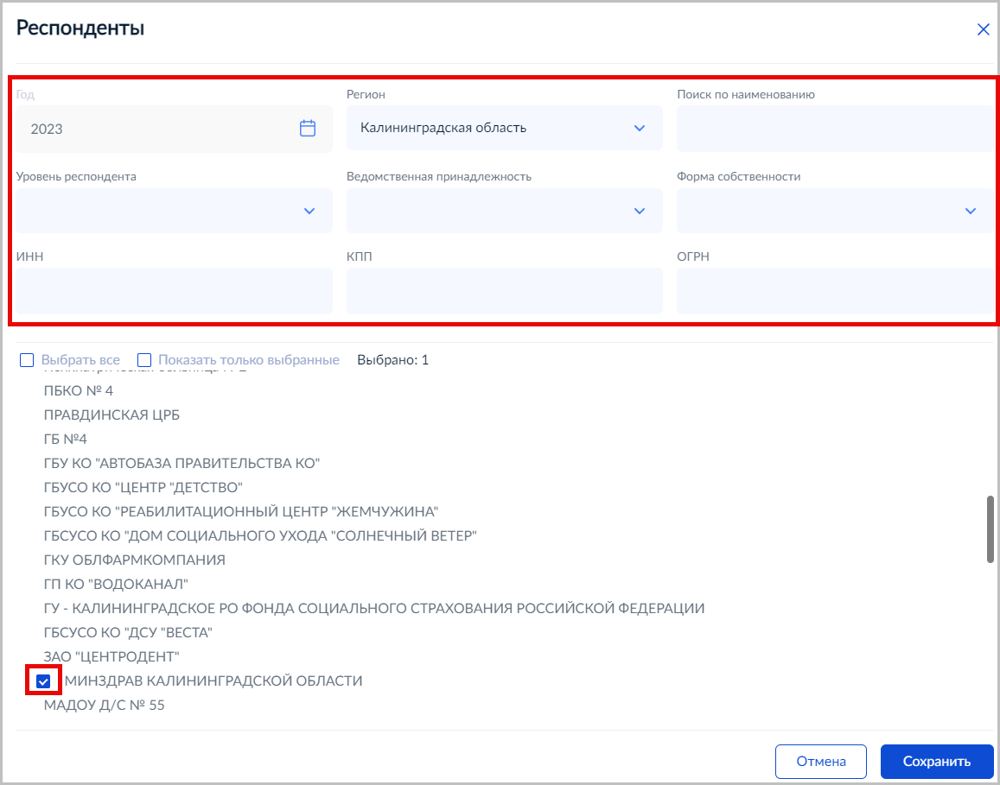 Респонденты
Год Регион Поиск по наименованию
2023 Калининградская область
Уровень респондента Ведомственная принадлежность Форма собственности
ИНН КПП ОГРН
Выбрать все Показать только выбранные Выбрано: 1
ПБКО № 4
ПРАВДИНСКАЯ ЦРБ
ГБ №4
ГБУ КО "АВТОБАЗА ПРАВИТЕЛЬСТВА КО"
ГБУСО КО "ЦЕНТР "ДЕТСТВО"
ГБУСО КО "РЕАБИЛИТАЦИОННЫЙ ЦЕНТР "ЖЕМЧУЖИНА"
ГБСУСО КО "ДОМ СОЦИАЛЬНОГО УХОДА "СОЛНЕЧНЫЙ ВЕТЕР"
ГКУ ОБЛФАРМКОМПАНИЯ
ГП КО "ВОДОКАНАЛ"
ГУ - КАЛИНИНГРАДСКОЕ РО ФОНДА СОЦИАЛЬНОГО СТРАХОВАНИЯ РОССИЙСКОЙ ФЕДЕРАЦИИ
ГБСУСО КО "ДСУ "ВЕСТА"
ЗАО "ЦЕНТРОДЕНТ"
МИНЗДРАВ КАЛИНИНГРАДСКОЙ ОБЛАСТИ
МАДОУ Д/С № 55
Отмена Сохранить